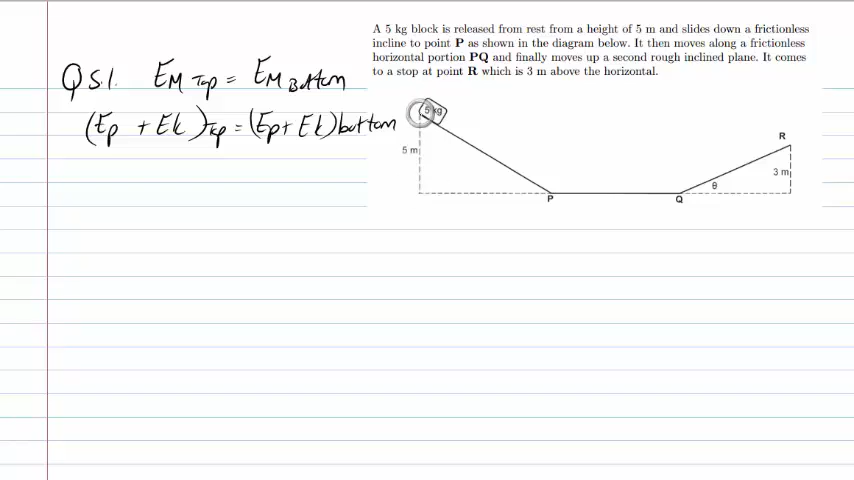 A 5 kg block is released from rest from a height of 5 m and slides down a frictionless
incline to point P as shown in the diagram below. It then moves along a frictionless
horizontal portion PQ and finally moves up a second rough inclined plane. It comes
to a stop at point R which is 3 m above the horizontal.
Q5.1. EM Top = EM Bottom
(Ep + Ek)Top = (Ep + Ek)bottom
5 kg
5 m
R
3 m
θ
P
Q